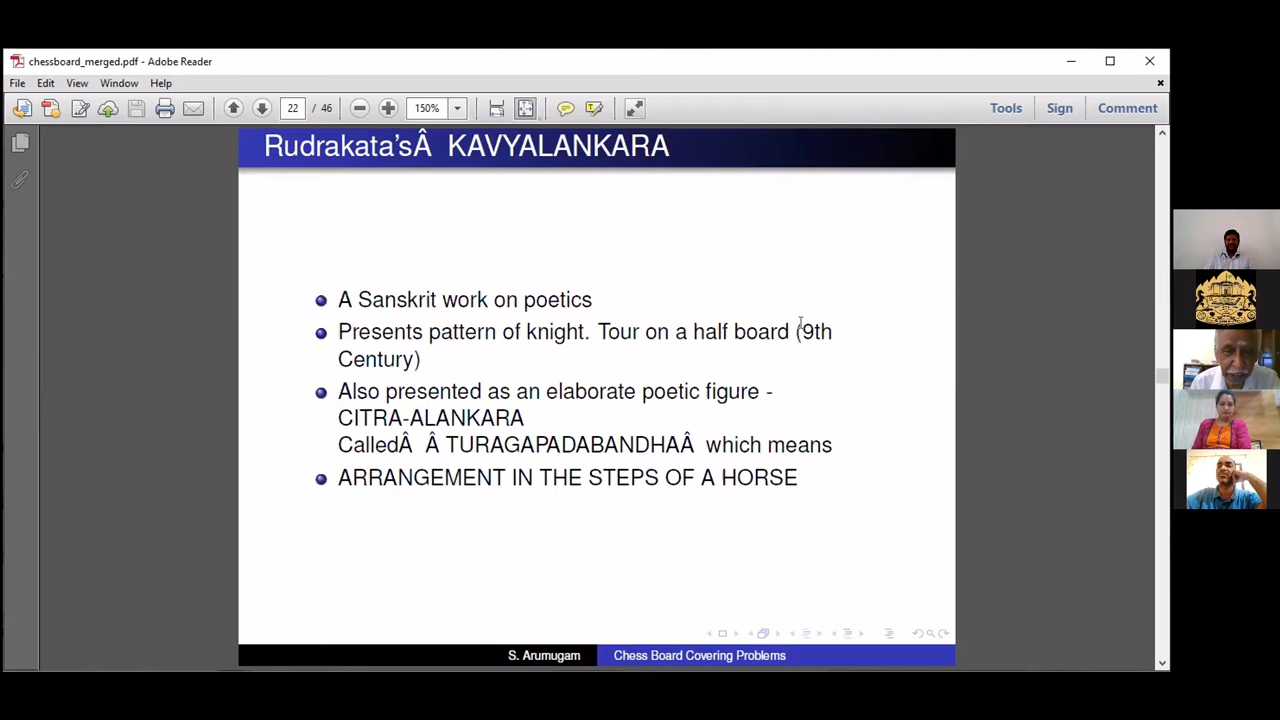 chessboard_merged.pdf - Adobe Reader
File Edit View Window Help
22 / 46 150% Tools Sign Comment
Rudrakata'sÂ KAVYALANKARA
A Sanskrit work on poetics
Presents pattern of knight. Tour on a half board (9th
Century)
Also presented as an elaborate poetic figure -
CITRA-ALANKARA
CalledÂ Â TURAGAPADABANDHAÂ which means
ARRANGEMENT IN THE STEPS OF A HORSE
S. Arumugam Chess Board Covering Problems